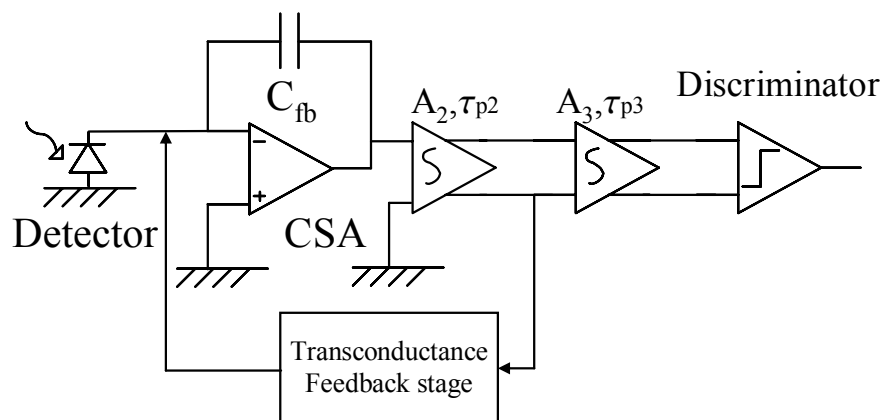 C_fb
A_2,τ_p2
A_3,τ_p3
Discriminator
−
+
Detector
CSA
Transconductance
Feedback stage